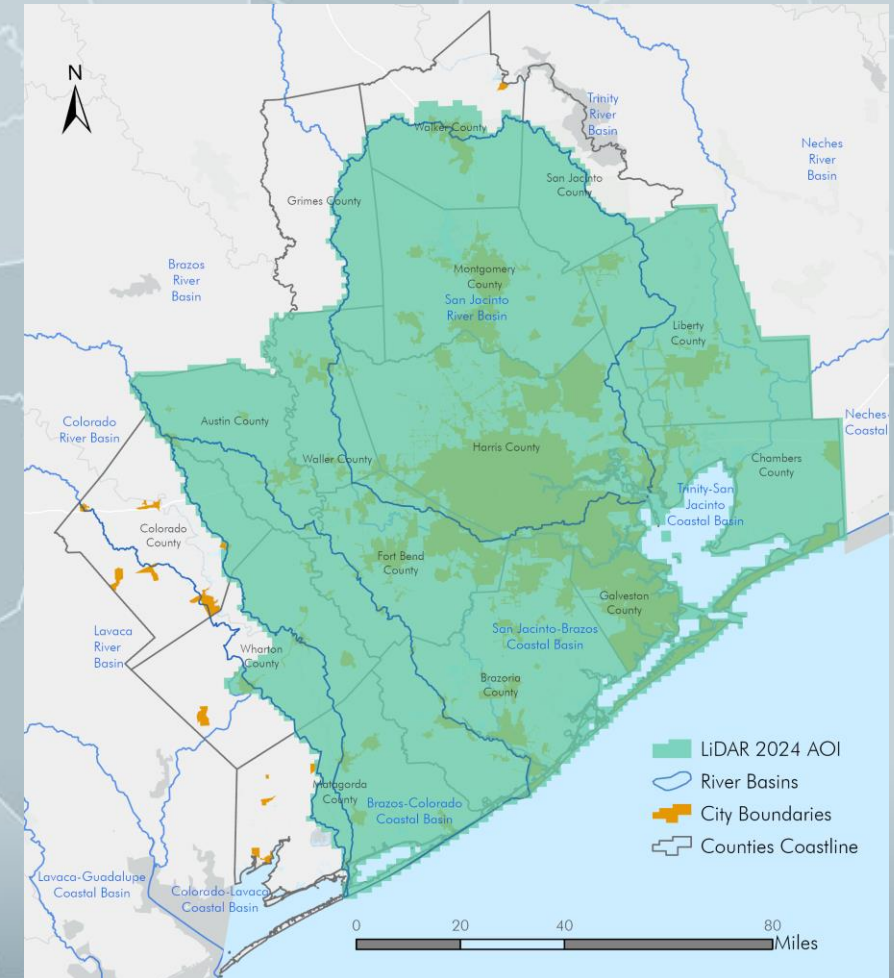 N
Trinity
River
Basin
Walker County
Neches
River
Basin
San Jacinto
County
Grimes County
Brazos
River
Basin
Montgomery
County
San Jacinto
River Basin
Liberty
County
Colorado
River Basin
Austin County
Neches-
Coastal
Harris County
Waller County
Chambers
County
Trinity-San
Jacinto
Coastal Basin
Colorado
County
Fort Bend
County
Galveston
County
Lavaca
River
Basin
San Jacinto-Brazos
Coastal Basin
Wharton
County
Brazoria
County
LiDAR 2024 AOI
River Basins
City Boundaries
Counties Coastline
Matagorda
County
Brazos-Colorado
Coastal Basin
Lavaca-Guadalupe
Coastal Basin
Colorado-Lavaca
Coastal Basin
0 20 40 80
Miles